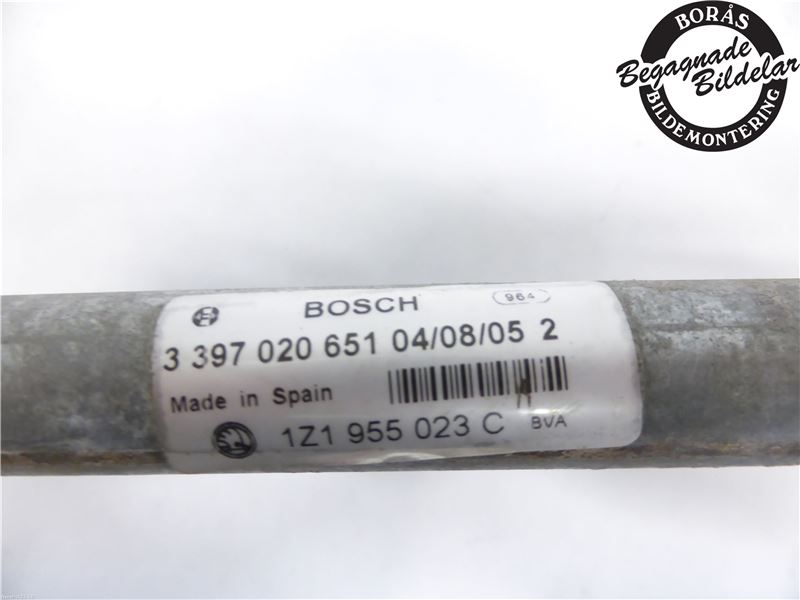 BORÅS
Begagnade
Bildelar
BILDEMONTERING
BOSCH 964
3 397 020 651 04/08/05 2
Made in Spain
1Z1 955 023 C BVA